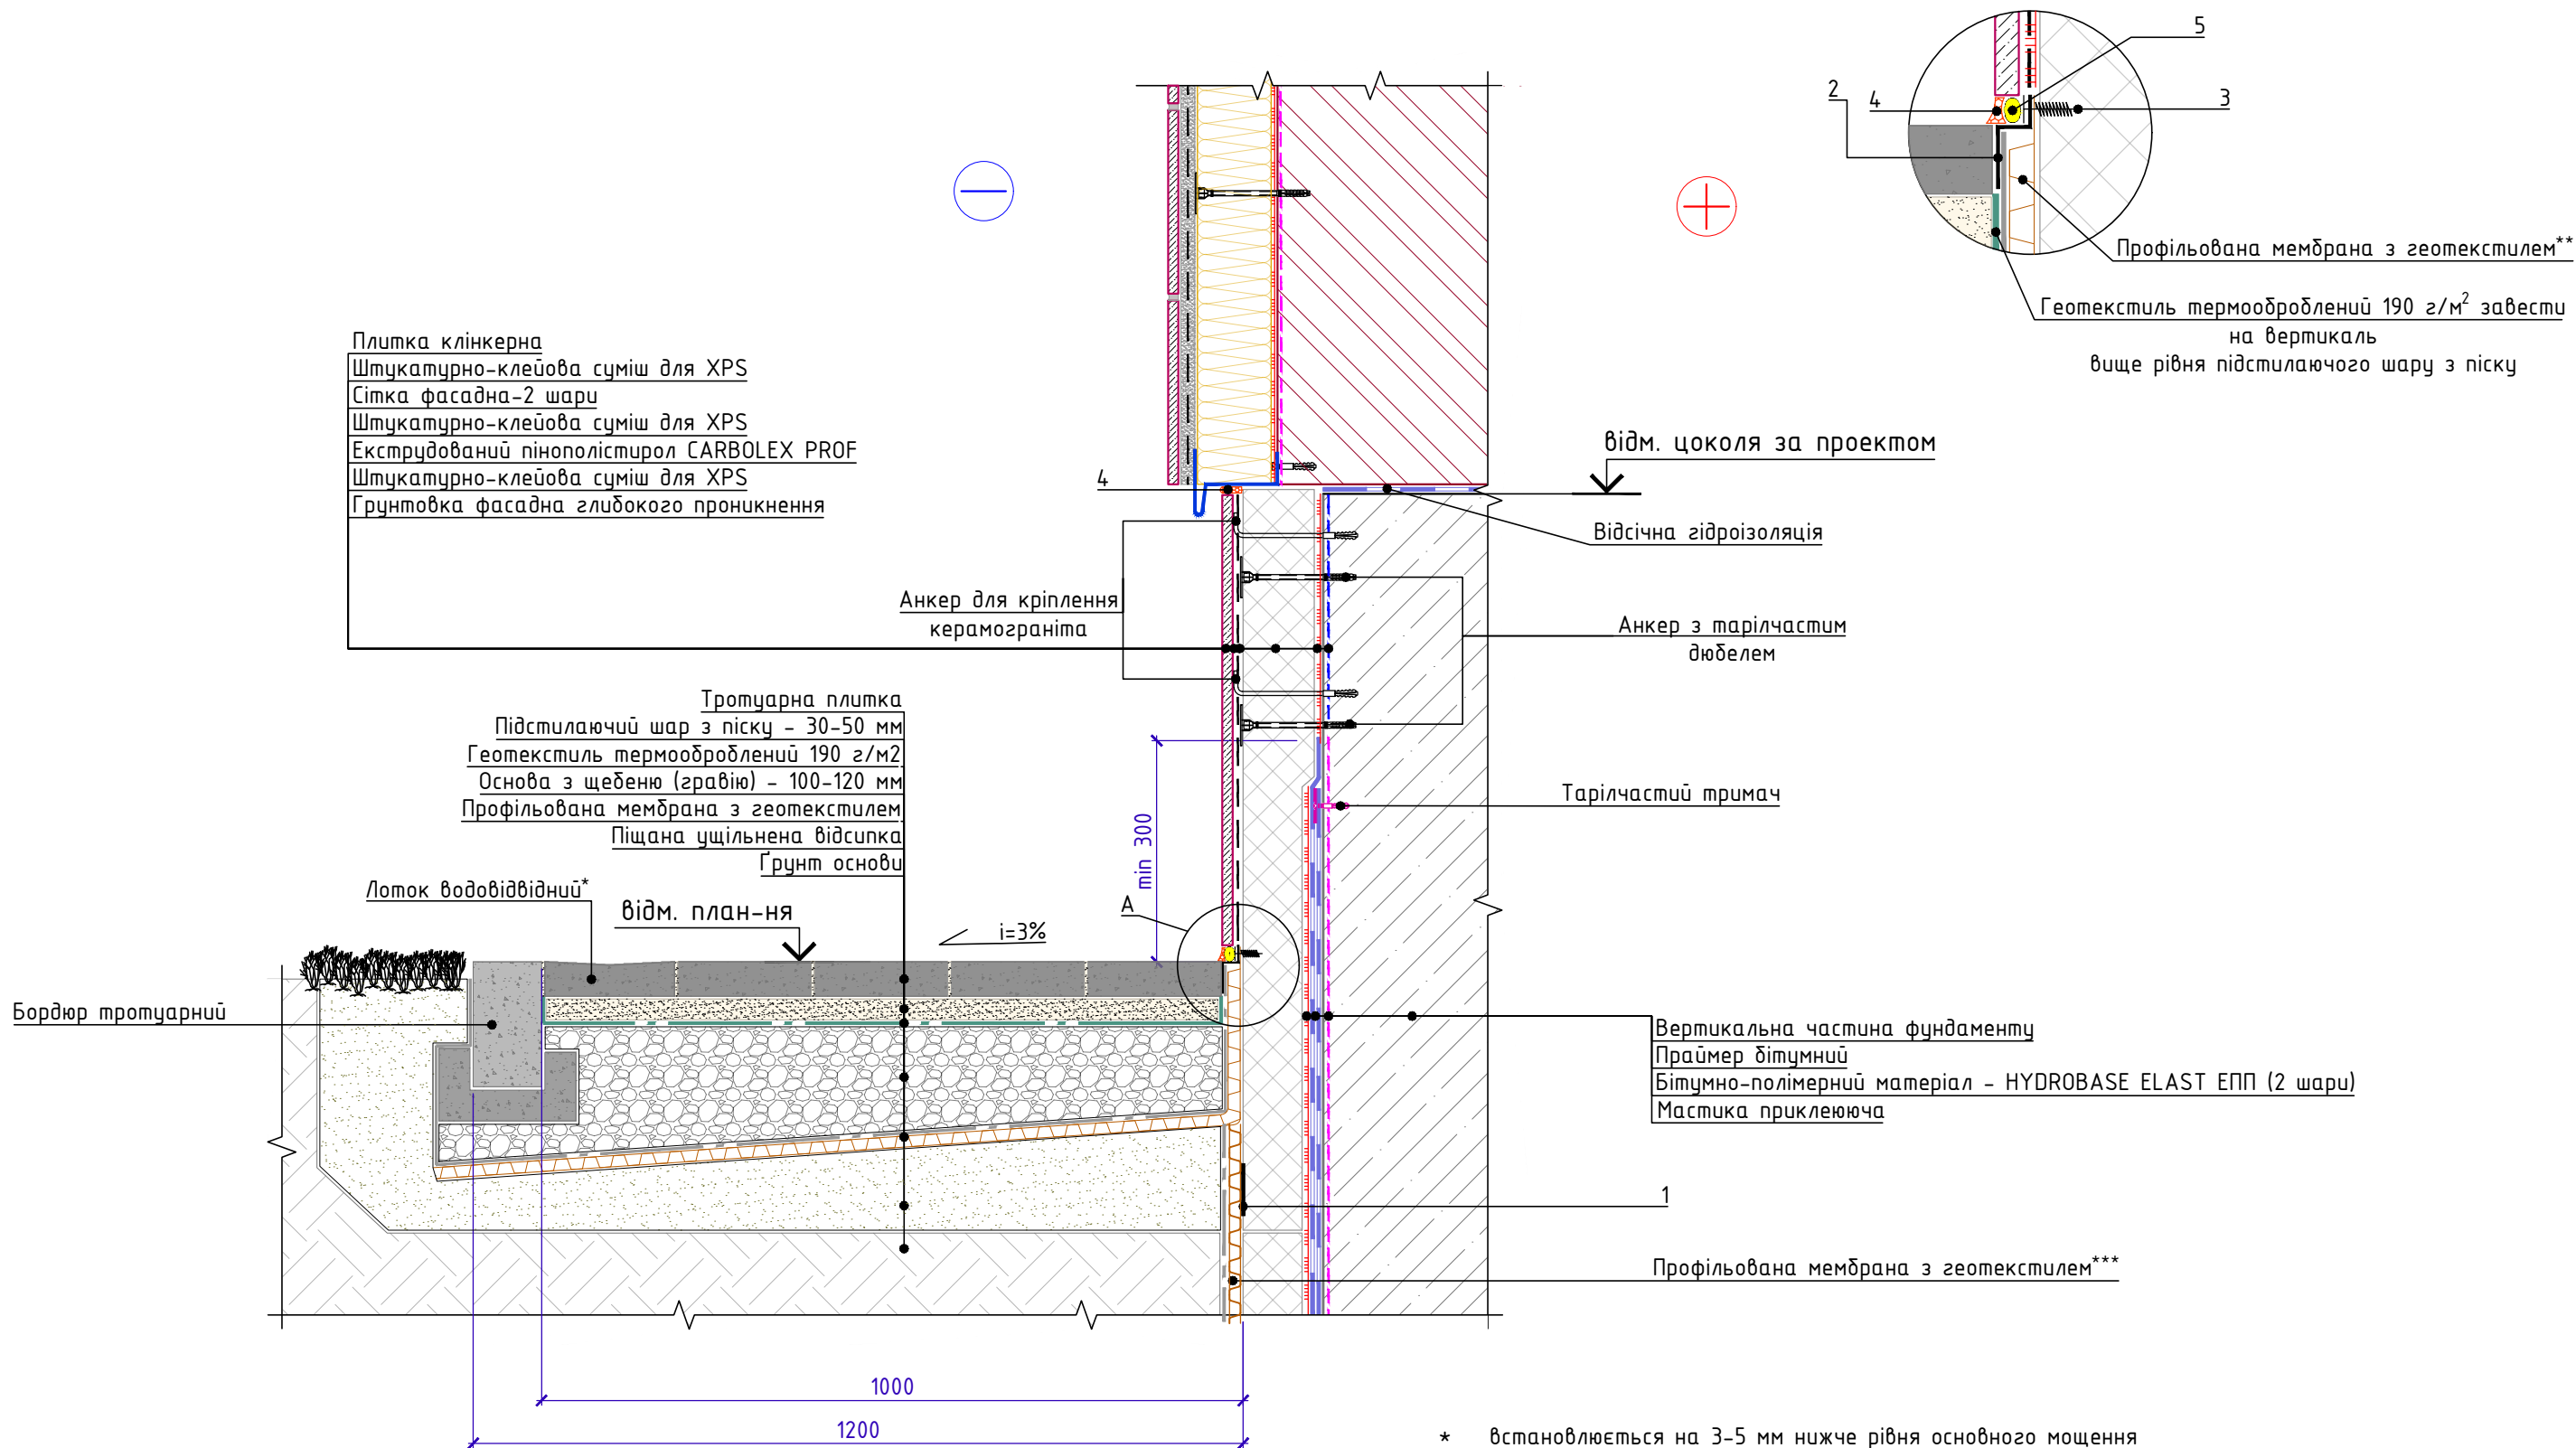 5
2
4
3
Профільована мембрана з геотекстилем**
Геотекстиль термооброблений 190 г/м² завести
на вертикаль
вище рівня підстилаючого шару з піску
Плитка клінкерна
Штукатурно-клейова суміш для XPS
Сітка фасадна-2 шари
Штукатурно-клейова суміш для XPS
Екструдований пінополістирол CARBOLEX PROF
Штукатурно-клейова суміш для XPS
Грунтовка фасадна глибокого проникнення
відм. цоколя за проектом
4
Відсічна гідроізоляція
Анкер для кріплення
керамограніта
Анкер з тарілчастим
дюбелем
Тротуарна плитка
Підстилаючий шар з піску - 30-50 мм
Геотекстиль термооброблений 190 г/м2
Основа з щебеню (гравію) - 100-120 мм
Профільована мембрана з геотекстилем
Піщана ущільнена відсипка
Ґрунт основи
Тарілчастий тримач
min 300
Лоток водовідвідний*
відм. план-ня
i=3%
А
Бордюр тротуарний
Вертикальна частина фундаменту
Праймер бітумний
Бітумно-полімерний матеріал - HYDROBASE ELAST ЕПП (2 шари)
Мастика приклеююча
1
Профільована мембрана з геотекстилем***
1000
1200
* встановлюється на 3-5 мм нижче рівня основного мощення